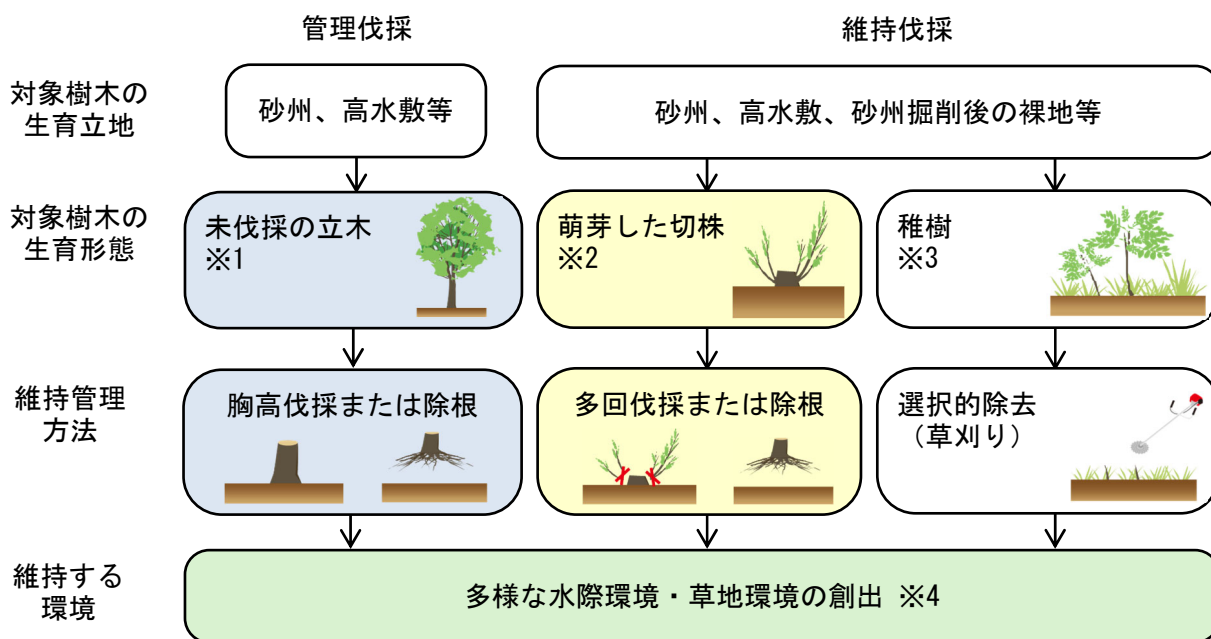 管理伐採
維持伐採
対象樹木の
生育立地
砂州、高水敷等
砂州、高水敷、砂州掘削後の裸地等
対象樹木の
生育形態
未伐採の立木
※1
萌芽した切株
※2
稚樹
※3
維持管理
方法
胸高伐採または除根
多回伐採または除根
選択的除去
（草刈り）
維持する
環境
多様な水際環境・草地環境の創出 ※4